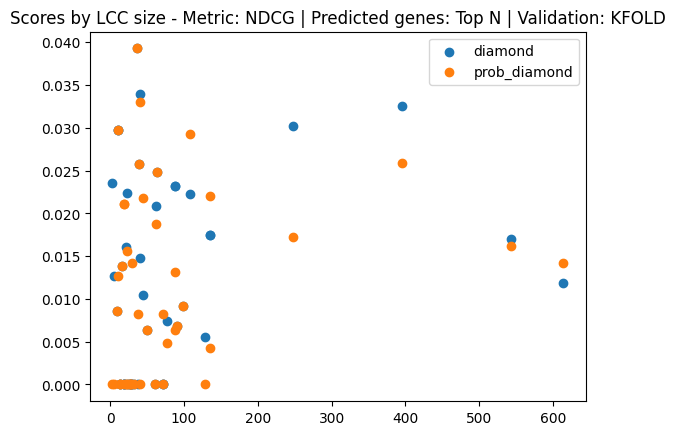 Scores by LCC size - Metric: NDCG | Predicted genes: Top N | Validation: KFOLD
diamond
prob_diamond
0.040
0.035
0.030
0.025
0.020
0.015
0.010
0.005
0.000
0 100 200 300 400 500 600